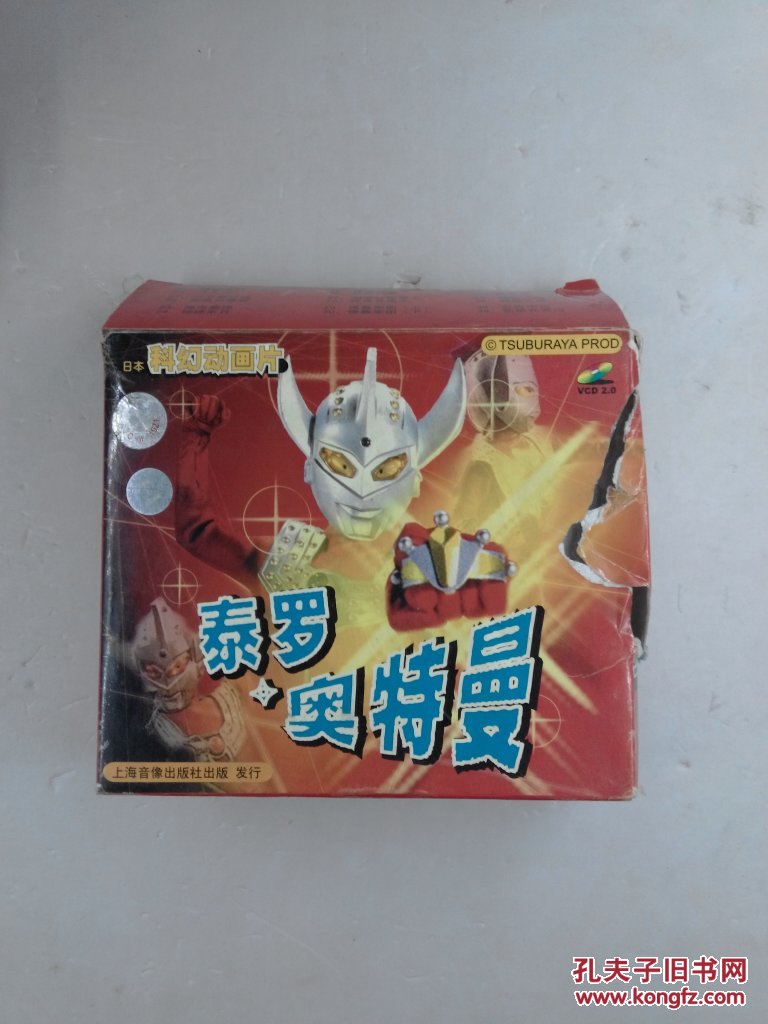 © TSUBURAYA PROD
日本 科幻动画片
VCD 2.0
泰罗
奥特曼
上海音像出版社出版 发行
孔夫子旧书网
www.kongfz.com